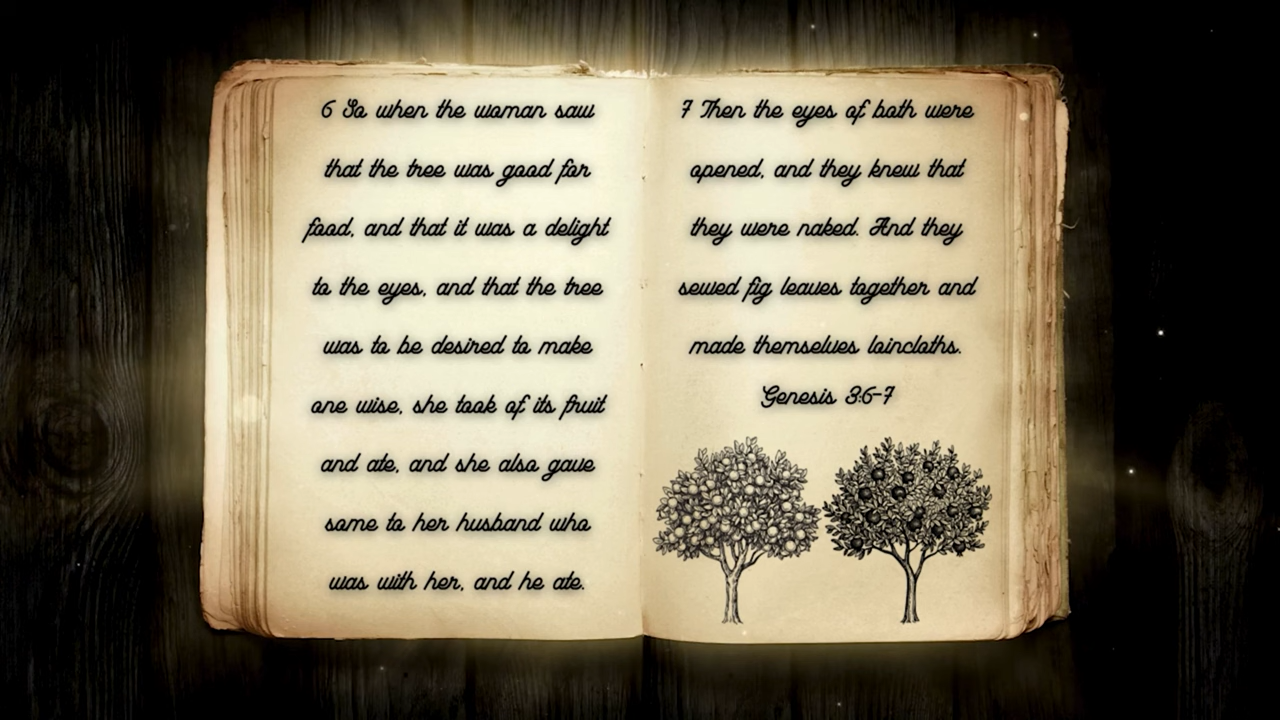 6 So when the woman saw
that the tree was good for
food, and that it was a delight
to the eyes, and that the tree
was to be desired to make
one wise, she took of its fruit
and ate, and she also gave
some to her husband who
was with her, and he ate.
7 Then the eyes of both were
opened, and they knew that
they were naked. And they
sewed fig leaves together and
made themselves loincloths.
Genesis 3:6-7